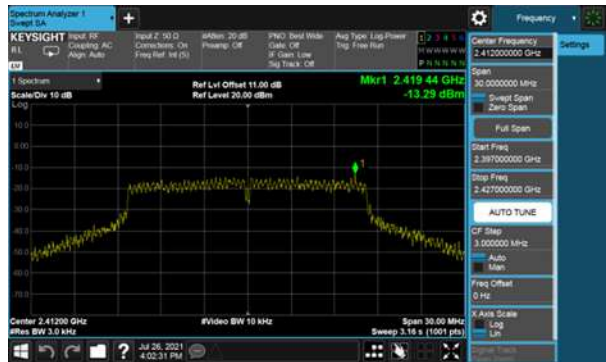 Spectrum Analyzer 1
Swept SA
+
Frequency
KEYSIGHT
Input: RF
Input Z: 50 Ω
#Atten: 20 dB
PNO: Best Wide
Avg Type: Log-Power
1 2 3 4 5 6
RL
Coupling: AC
Corrections: On
Preamp: Off
Gate: Off
Trig: Free Run
Align: Auto
Freq Ref: Int (S)
IF Gain: Low
Sig Track: Off
P N N N N N
1 Spectrum
Scale/Div 10 dB
Ref Lvl Offset 11.00 dB
Ref Level 20.00 dBm
Mkr1 2.419 44 GHz
-13.29 dBm
Log
10.0
0.00
-10.0
-20.0
-30.0
-40.0
-50.0
-60.0
-70.0
1
Center 2.41200 GHz
#Res BW 3.0 kHz
#Video BW 10 kHz
Span 30.00 MHz
Sweep 3.16 s (1001 pts)
Jul 26, 2021
4:02:31 PM
?
Center Frequency
2.412000000 GHz
Settings
Span
30.0000000 MHz
Swept Span
Zero Span
Full Span
Start Freq
2.397000000 GHz
Stop Freq
2.427000000 GHz
AUTO TUNE
CF Step
3.000000 MHz
Auto
Man
Freq Offset
0 Hz
X Axis Scale
Log
Lin
Signal Track